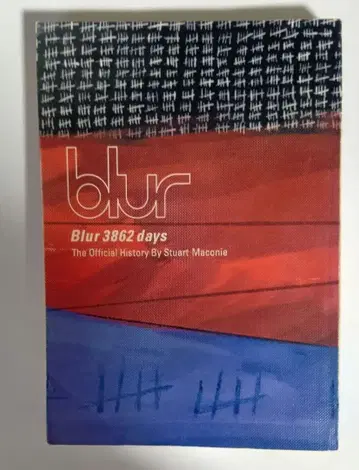 blur
Blur 3862 days
The Official History By Stuart Maconie